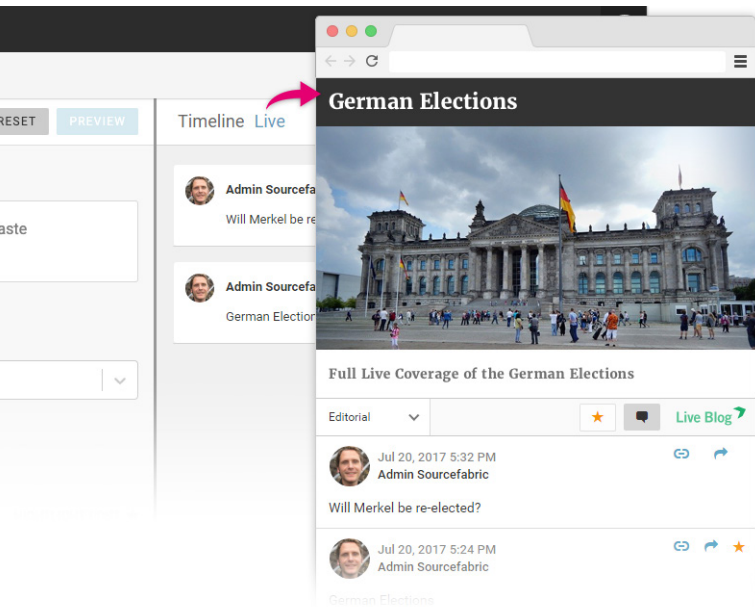 RESET
PREVIEW
Timeline Live
aste
Admin Sourcefa
Will Merkel be re
Admin Sourcefa
German Election
German Elections
Full Live Coverage of the German Elections
Editorial
Live Blog
Jul 20, 2017 5:32 PM
Admin Sourcefabric
Will Merkel be re-elected?
Jul 20, 2017 5:24 PM
Admin Sourcefabric
German Elections